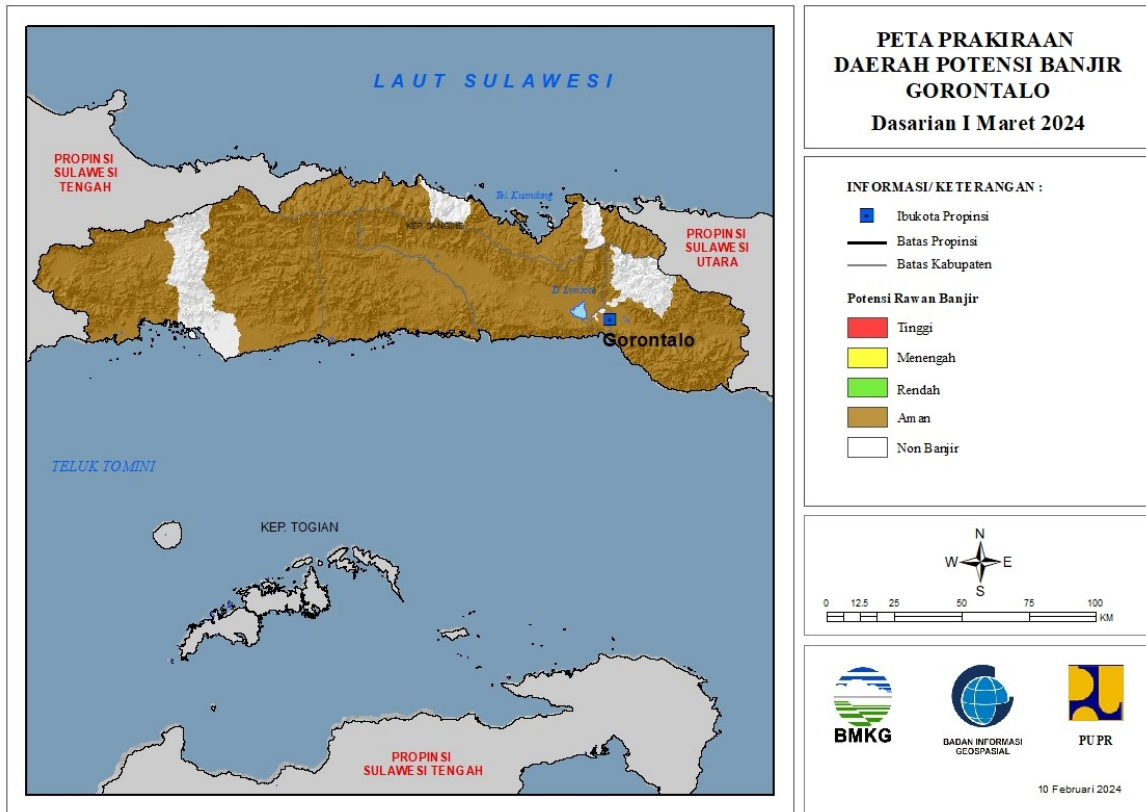 LAUT SULAWESI
PROPINSI
SULAWESI
TENGAH
Tel. Kuandang
KEP. SANGIHE
PROPINSI
SULAWESI
UTARA
D. Limboto
Gorontalo
TELUK TOMINI
KEP. TOGIAN
PROPINSI
SULAWESI TENGAH
PETA PRAKIRAAN
DAERAH POTENSI BANJIR
GORONTALO
Dasarian I Maret 2024
INFORMASI/ KETERANGAN :
Ibukota Propinsi
Batas Propinsi
Batas Kabupaten
Potensi Rawan Banjir
Tinggi
Menengah
Rendah
Aman
Non Banjir
N
W
E
S
0 12.5 25 50 75 100
KM
BMKG
BADAN INFORMASI
GEOSPASIAL
PUPR
10 Februari 2024